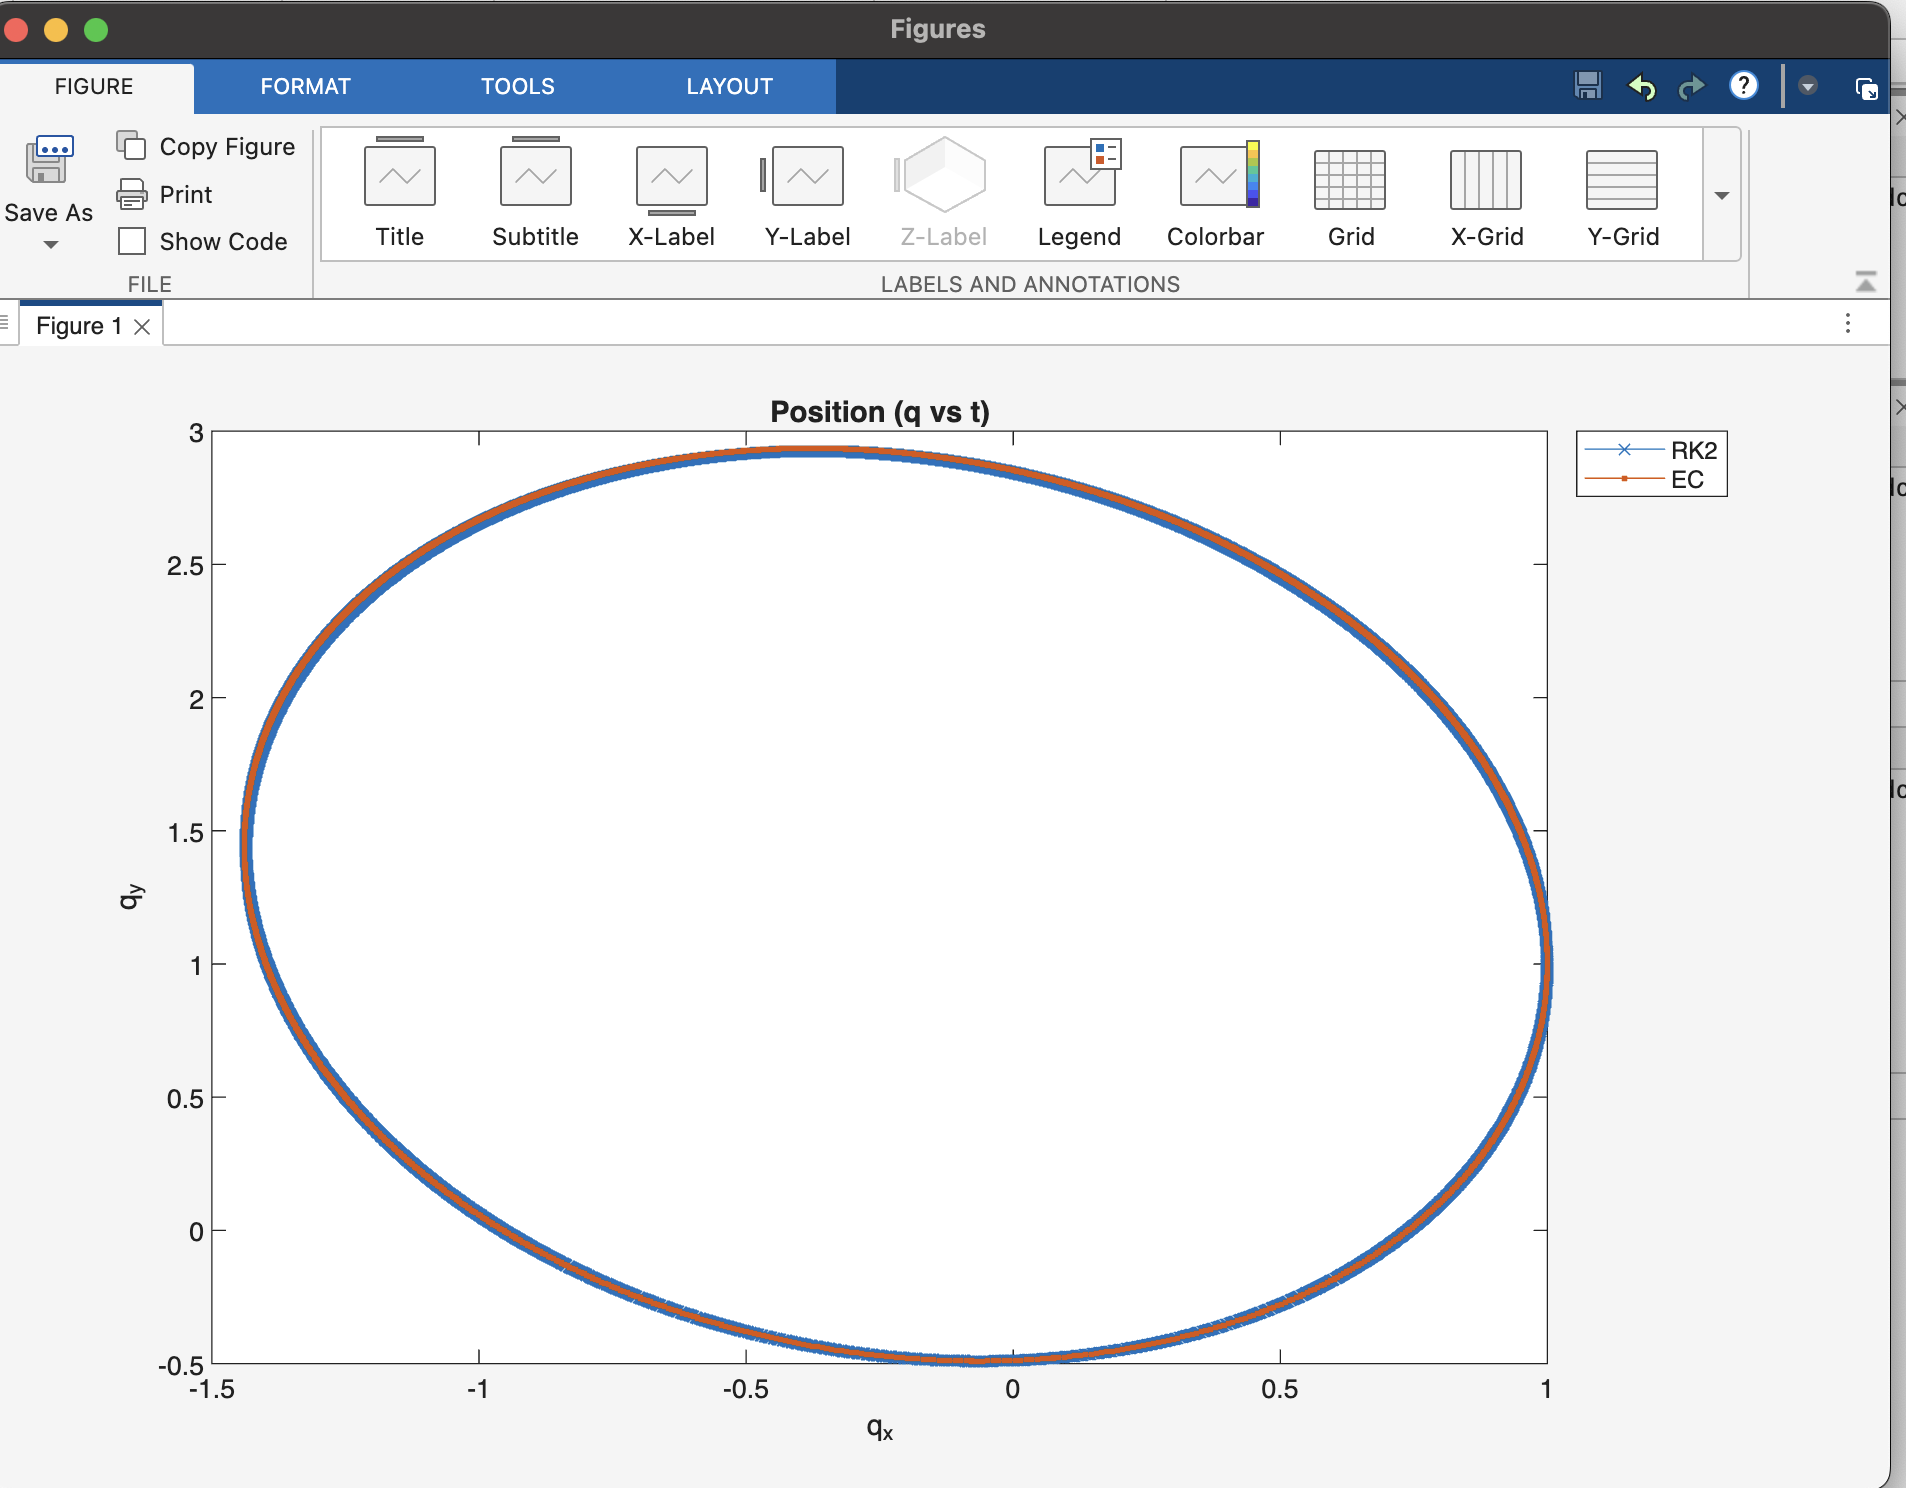 Figures
FIGURE FORMAT TOOLS LAYOUT
Save As
Copy Figure
Print
Show Code
FILE
Title Subtitle X-Label Y-Label Z-Label Legend Colorbar Grid X-Grid Y-Grid
LABELS AND ANNOTATIONS
Figure 1
Position (q vs t)
RK2
EC
3
2.5
2
1.5
1
0.5
0
-0.5
qy
-1.5 -1 -0.5 0 0.5 1
qx